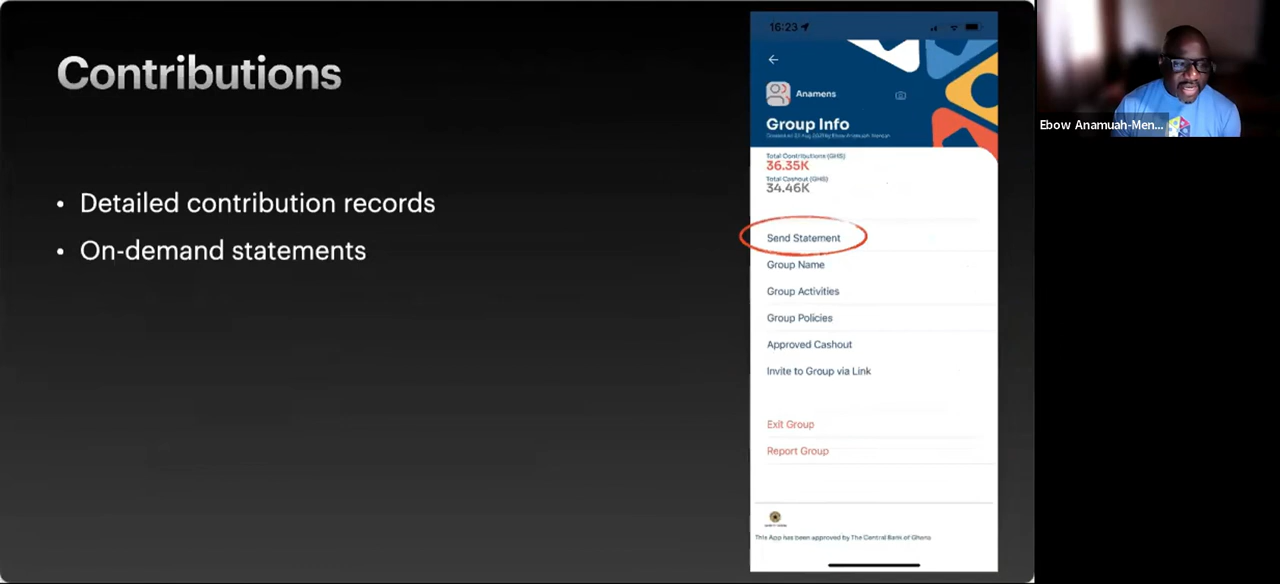 Contributions
• Detailed contribution records
• On-demand statements
16:23
Anamens
Group Info
Total Contributions (GHS)
36.35K
Total Cashout (GHS)
34.46K
Send Statement
Group Name
Group Activities
Group Policies
Approved Cashout
Invite to Group via Link
Exit Group
Report Group
This App has been approved by The Central Bank of Ghana
Ebow Anamuah-Men...